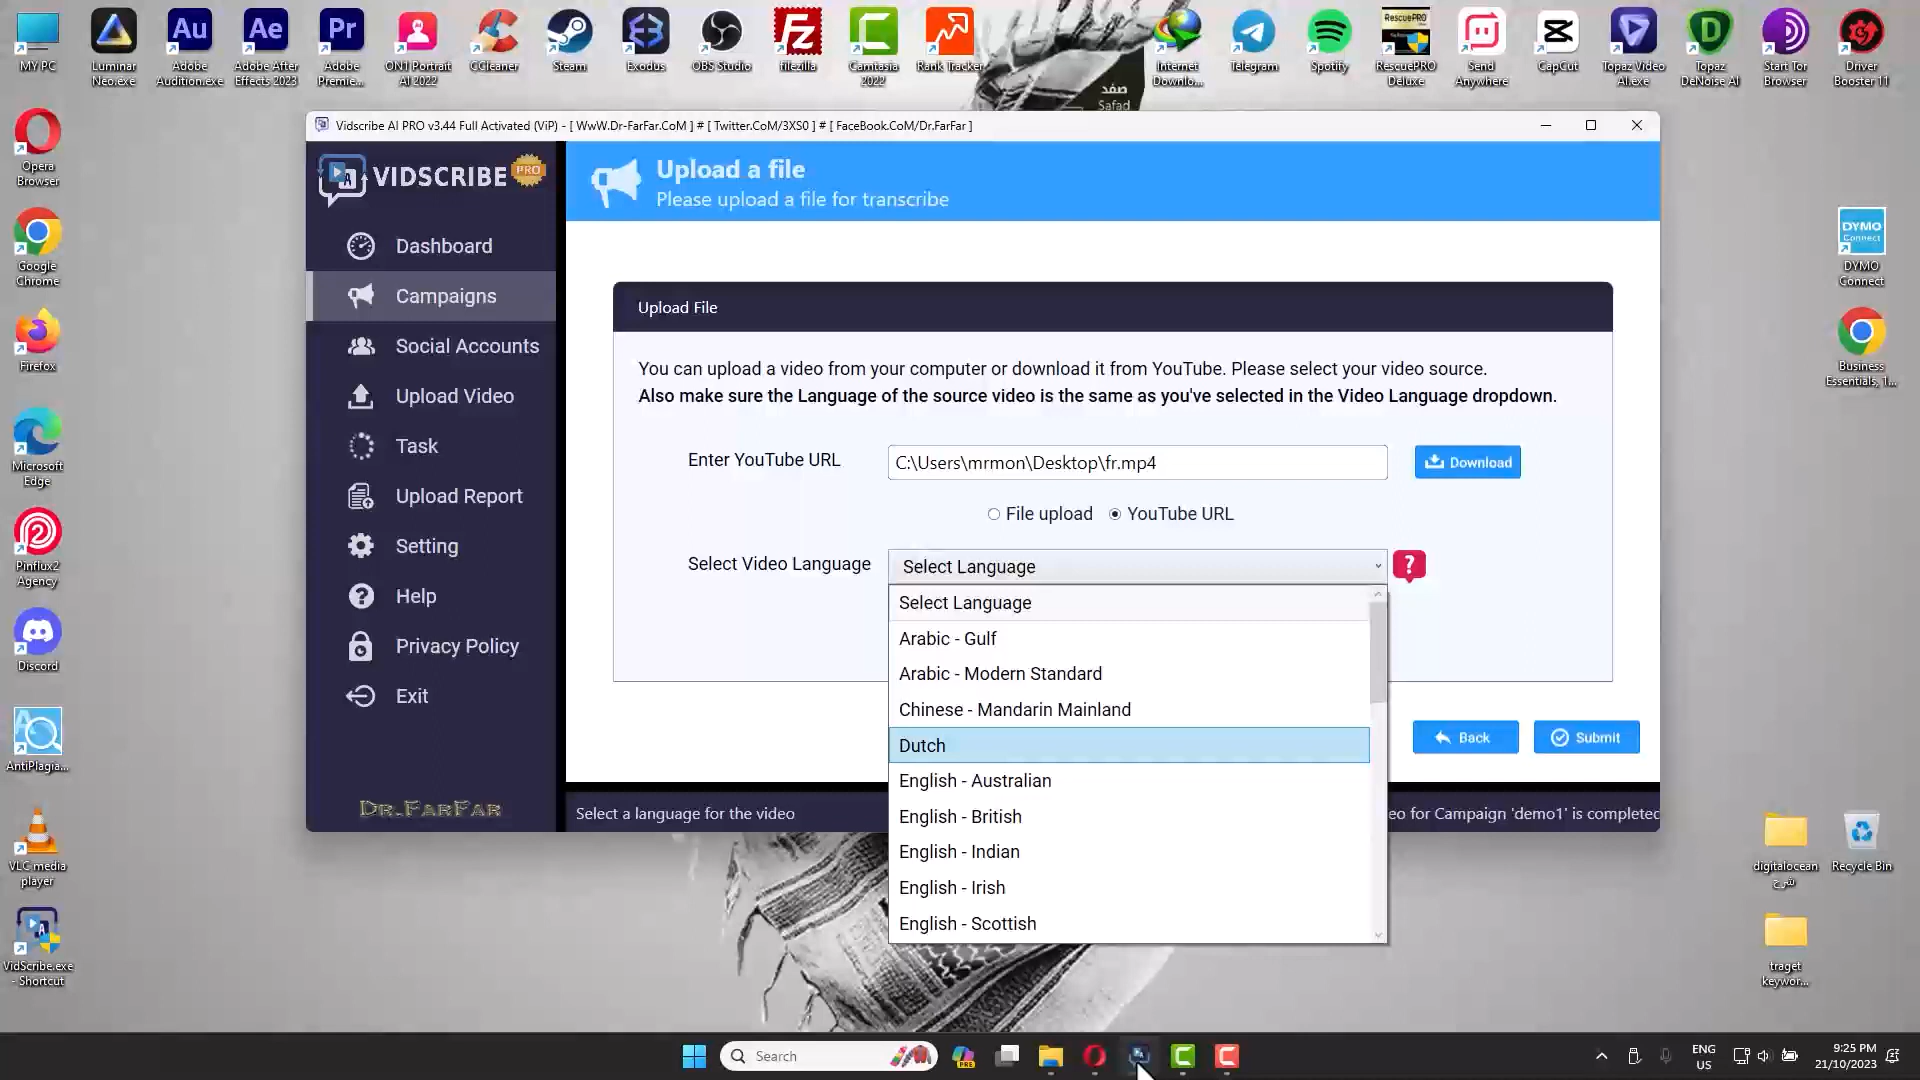 MY PC
Luminar Neo.exe
Adobe Audition.exe
Adobe After Effects 2023
Adobe Premie...
ON1 Portrait AI 2022
CCleaner
Steam
Exodus
OBS Studio
filezilla
Camtasia 2022
Rank Tracker
Internet Downlo...
Telegram
Spotify
RescuePRO Deluxe
Send Anywhere
CapCut
Topaz Video AI.exe
Topaz DeNoise AI
Start Tor Browser
Driver Booster 11
صفد
Safad
Opera Browser
Google Chrome
Firefox
Microsoft Edge
Pinflux2 Agency
Discord
AntiPlagia...
VLC media player
VidScribe.exe - Shortcut
DYMO Connect
DYMO Connect
Business Essentials, 1...
digitalocean شرح
Recycle Bin
traget keywor...
Vidscribe AI PRO v3.44 Full Activated (ViP) - [ WwW.Dr-FarFar.CoM ] # [ Twitter.CoM/3XS0 ] # [ FaceBook.CoM/Dr.FarFar ]
VIDSCRIBE PRO
Dashboard
Campaigns
Social Accounts
Upload Video
Task
Upload Report
Setting
Help
Privacy Policy
Exit
Dr.FarFar
Upload a file
Please upload a file for transcribe
Upload File
You can upload a video from your computer or download it from YouTube. Please select your video source.
Also make sure the Language of the source video is the same as you've selected in the Video Language dropdown.
Enter YouTube URL
C:\Users\mrmon\Desktop\fr.mp4
Download
File upload
YouTube URL
Select Video Language
Select Language
?
Select Language
Arabic - Gulf
Arabic - Modern Standard
Chinese - Mandarin Mainland
Dutch
English - Australian
English - British
English - Indian
English - Irish
English - Scottish
Back
Submit
Select a language for the video
eo for Campaign 'demo1' is completed
Search
PRE
ENG
US
9:25 PM
21/10/2023